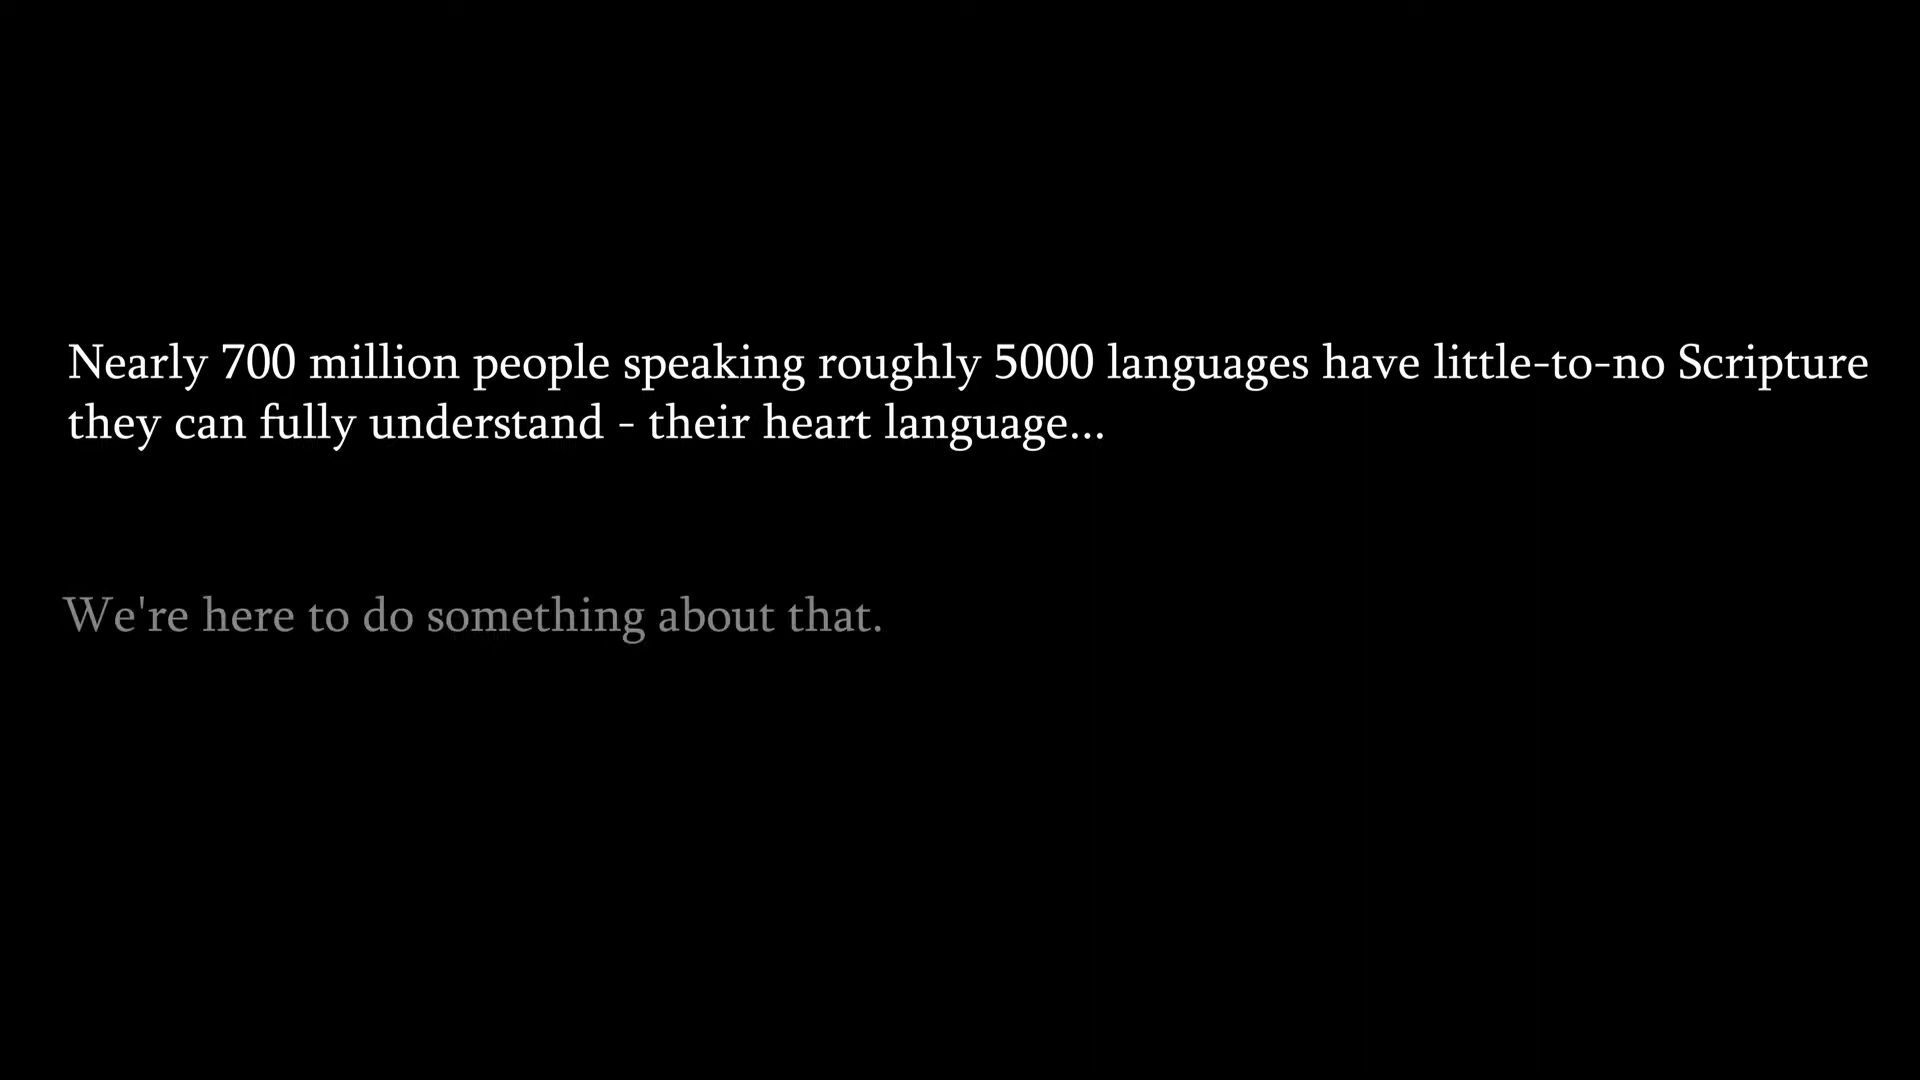 Nearly 700 million people speaking roughly 5000 languages have little-to-no Scripture
they can fully understand - their heart language...
We're here to do something about that.